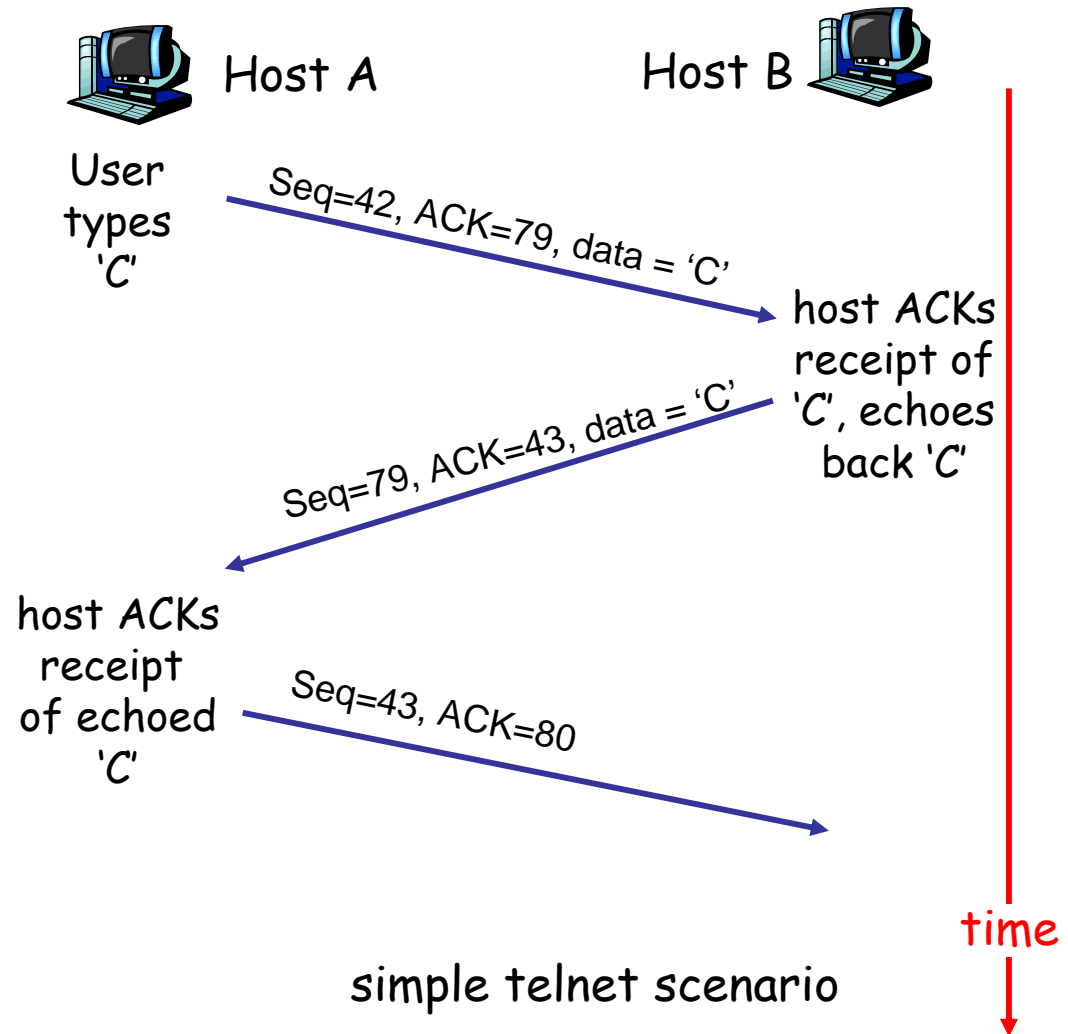 Host A
Host B
User
types
‘C’
Seq=42, ACK=79, data = ‘C’
host ACKs
receipt of
‘C’, echoes
back ‘C’
Seq=79, ACK=43, data = ‘C’
host ACKs
receipt
of echoed
‘C’
Seq=43, ACK=80
time
simple telnet scenario